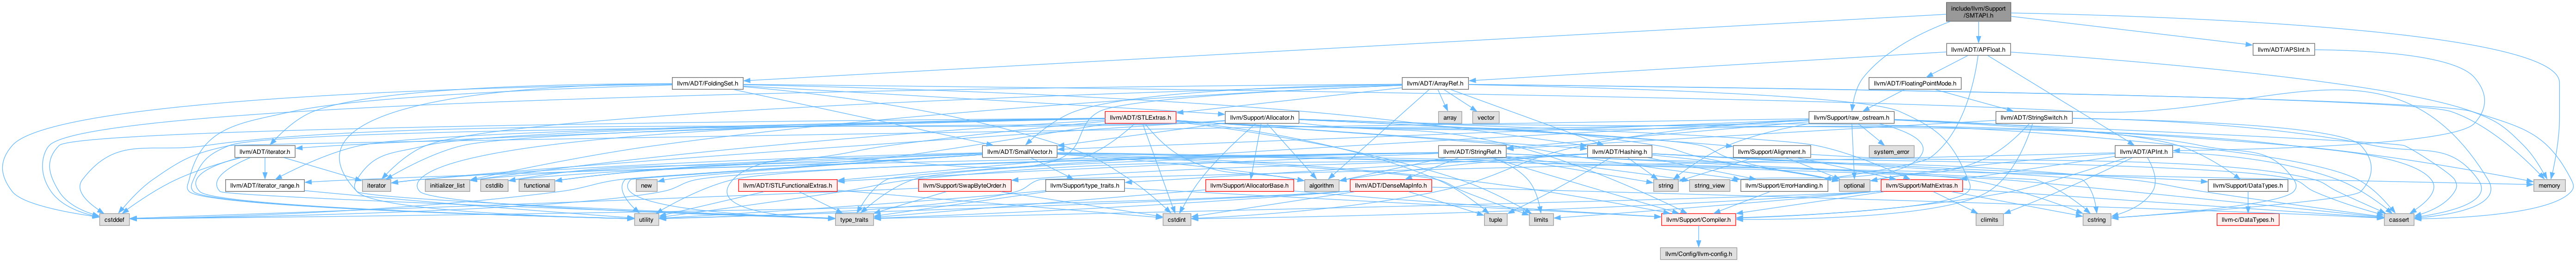 include/llvm/Support
/SMTAPI.h
llvm/ADT/APFloat.h
llvm/ADT/APSInt.h
llvm/ADT/FoldingSet.h
llvm/ADT/ArrayRef.h
llvm/ADT/FloatingPointMode.h
llvm/ADT/STLExtras.h
llvm/Support/Allocator.h
array
vector
llvm/Support/raw_ostream.h
llvm/ADT/StringSwitch.h
llvm/ADT/iterator.h
llvm/ADT/SmallVector.h
llvm/ADT/StringRef.h
llvm/ADT/Hashing.h
llvm/Support/Alignment.h
system_error
llvm/ADT/APInt.h
llvm/ADT/iterator_range.h
iterator
initializer_list
cstdlib
functional
new
llvm/ADT/STLFunctionalExtras.h
llvm/Support/SwapByteOrder.h
llvm/Support/type_traits.h
llvm/Support/AllocatorBase.h
algorithm
llvm/ADT/DenseMapInfo.h
string
string_view
llvm/Support/ErrorHandling.h
optional
llvm/Support/MathExtras.h
llvm/Support/DataTypes.h
memory
cstddef
utility
type_traits
cstdint
tuple
limits
llvm/Support/Compiler.h
climits
cstring
llvm-c/DataTypes.h
cassert
llvm/Config/llvm-config.h